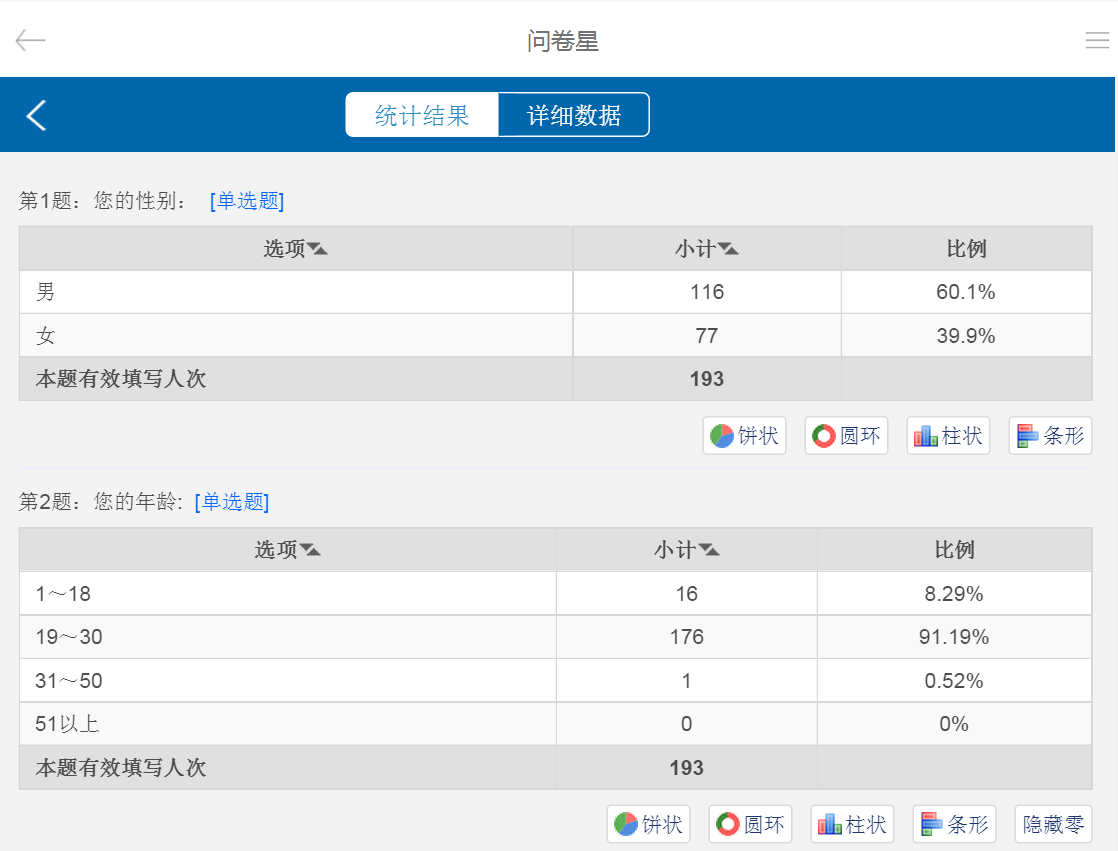 问卷星
统计结果 详细数据
第1题：您的性别： [单选题]
选项 小计 比例
男 116 60.1%
女 77 39.9%
本题有效填写人次 193
饼状 圆环 柱状 条形
第2题：您的年龄: [单选题]
选项 小计 比例
1～18 16 8.29%
19～30 176 91.19%
31～50 1 0.52%
51以上 0 0%
本题有效填写人次 193
饼状 圆环 柱状 条形 隐藏零